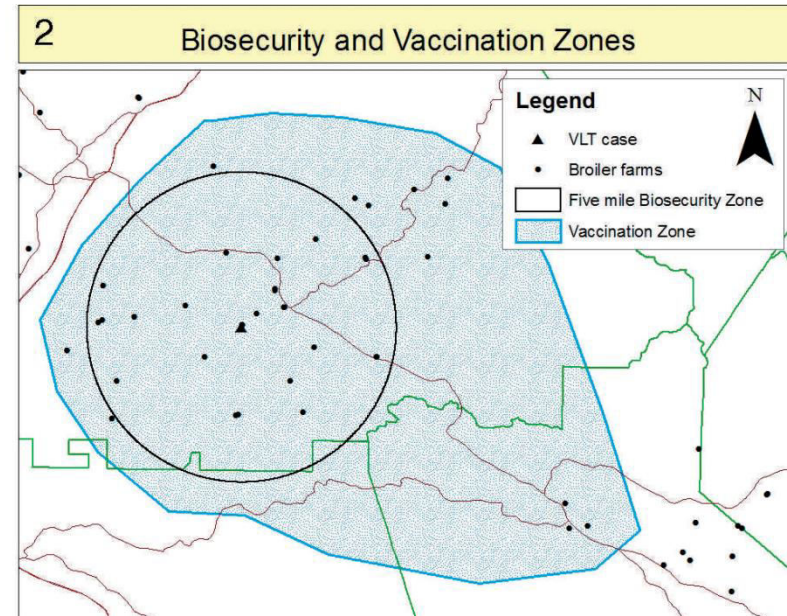 2
Biosecurity and Vaccination Zones
Legend
VLT case
Broiler farms
Five mile Biosecurity Zone
Vaccination Zone
N